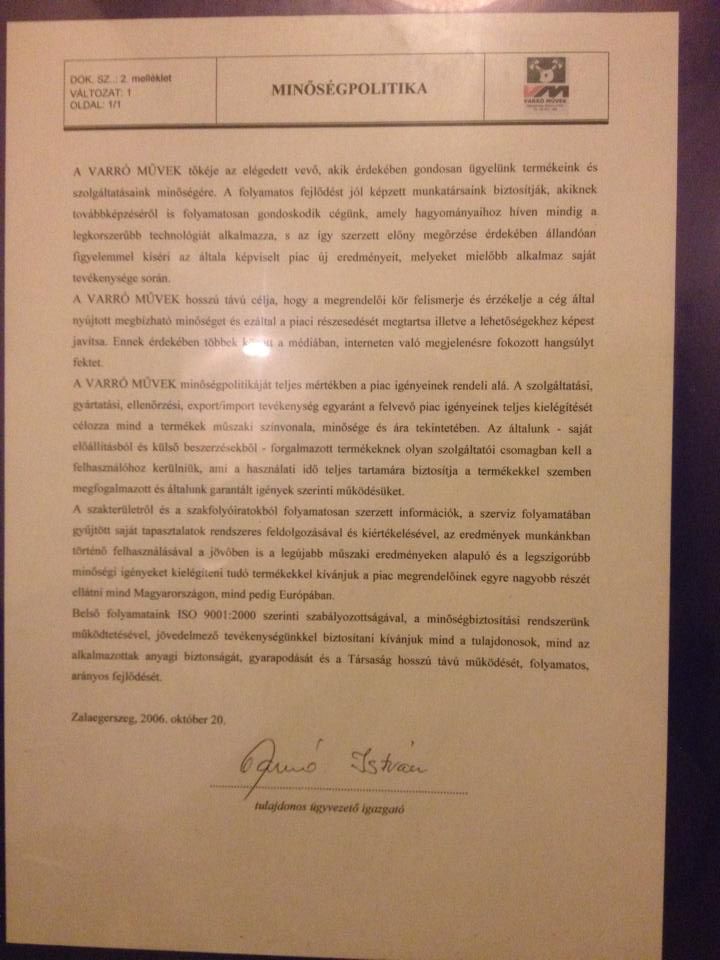 DOK. SZ..: 2. melléklet
VÁLTOZAT: 1
OLDAL: 1/1
MINŐSÉGPOLITIKA
VM
VARRÓ MŰVEK
A VARRÓ MŰVEK tőkéje az elégedett vevő, akik érdekében gondosan ügyelünk termékeink és
szolgáltatásaink minőségére. A folyamatos fejlődést jól képzett munkatársaink biztosítják, akiknek
továbbképzéséről is folyamatosan gondoskodik cégünk, amely hagyományaihoz híven mindig a
legkorszerűbb technológiát alkalmazza, s az így szerzett előny megőrzése érdekében állandóan
figyelemmel kíséri az általa képviselt piac új eredményeit, melyeket mielőbb alkalmaz saját
tevékenysége során.
A VARRÓ MŰVEK hosszú távú célja, hogy a megrendelői kör felismerje és érzékelje a cég által
nyújtott megbízható minőséget és ezáltal a piaci részesedését megtartsa illetve a lehetőségekhez képest
javítsa. Ennek érdekében többek között a médiában, interneten való megjelenésre fokozott hangsúlyt
fektet.
A VARRÓ MŰVEK minőségpolitikáját teljes mértékben a piac igényeinek rendeli alá. A szolgáltatási,
gyártatási, ellenőrzési, export/import tevékenység egyaránt a felvevő piac igényeinek teljes kielégítését
célozza mind a termékek műszaki színvonala, minősége és ára tekintetében. Az általunk - saját
előállításból és külső beszerzésekből - forgalmazott termékeknek olyan szolgáltatói csomagban kell a
felhasználóhoz kerülniük, ami a használati idő teljes tartamára biztosítja a termékekkel szemben
megfogalmazott és általunk garantált igények szerinti működésüket.
A szakterületről és a szakfolyóiratokból folyamatosan szerzett információk, a szerviz folyamatában
gyűjtött saját tapasztalatok rendszeres feldolgozásával és kiértékelésével, az eredmények munkánkban
történő felhasználásával a jövőben is a legújabb műszaki eredményeken alapuló és a legszigorúbb
minőségi igényeket kielégíteni tudó termékekkel kívánjuk a piac megrendelőinek egyre nagyobb részét
ellátni mind Magyarországon, mind pedig Európában.
Belső folyamataink ISO 9001:2000 szerinti szabályozottságával, a minőségbiztosítási rendszerünk
működtetésével, jövedelmező tevékenységünkkel biztosítani kívánjuk mind a tulajdonosok, mind az
alkalmazottak anyagi biztonságát, gyarapodását és a Társaság hosszú távú működését, folyamatos,
arányos fejlődését.
Zalaegerszeg, 2006. október 20.
Varró István
tulajdonos ügyvezető igazgató